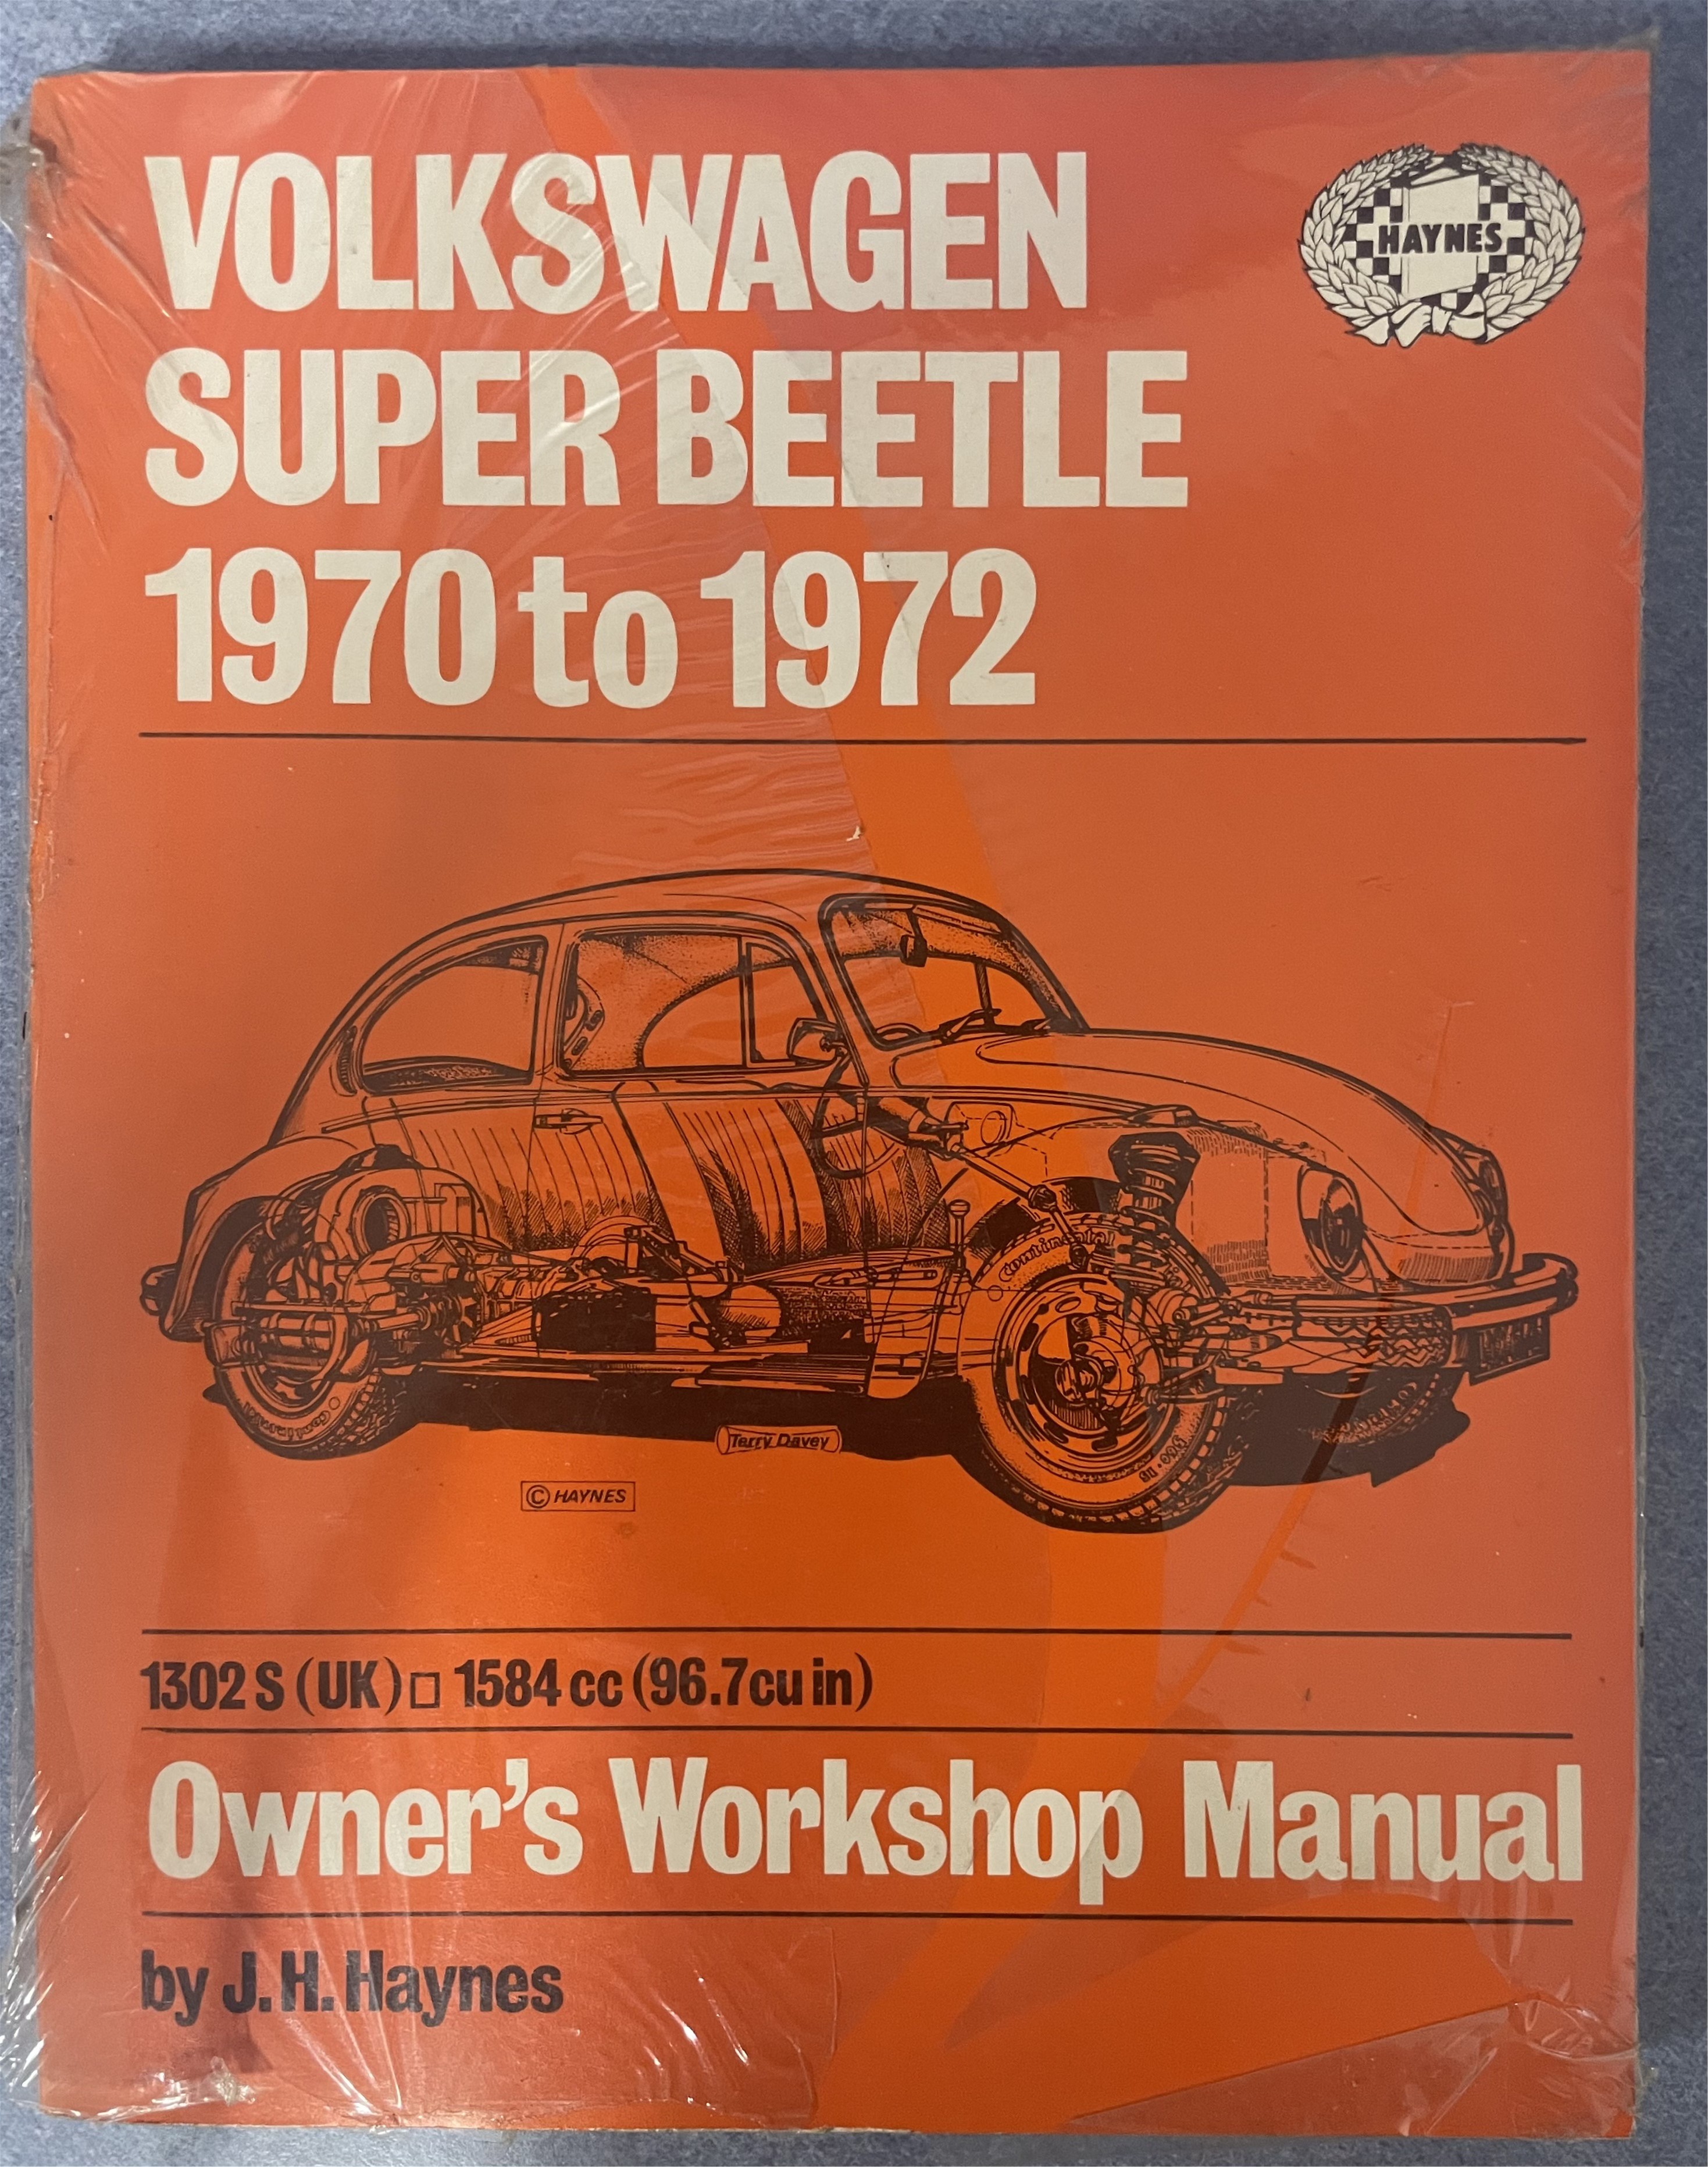 VOLKSWAGEN
HAYNES
SUPER BEETLE
1970 to 1972
Continental
Terry Davey
© HAYNES
1302 S (UK) □ 1584 cc (96.7cu in)
Owner's Workshop Manual
by J. H. Haynes